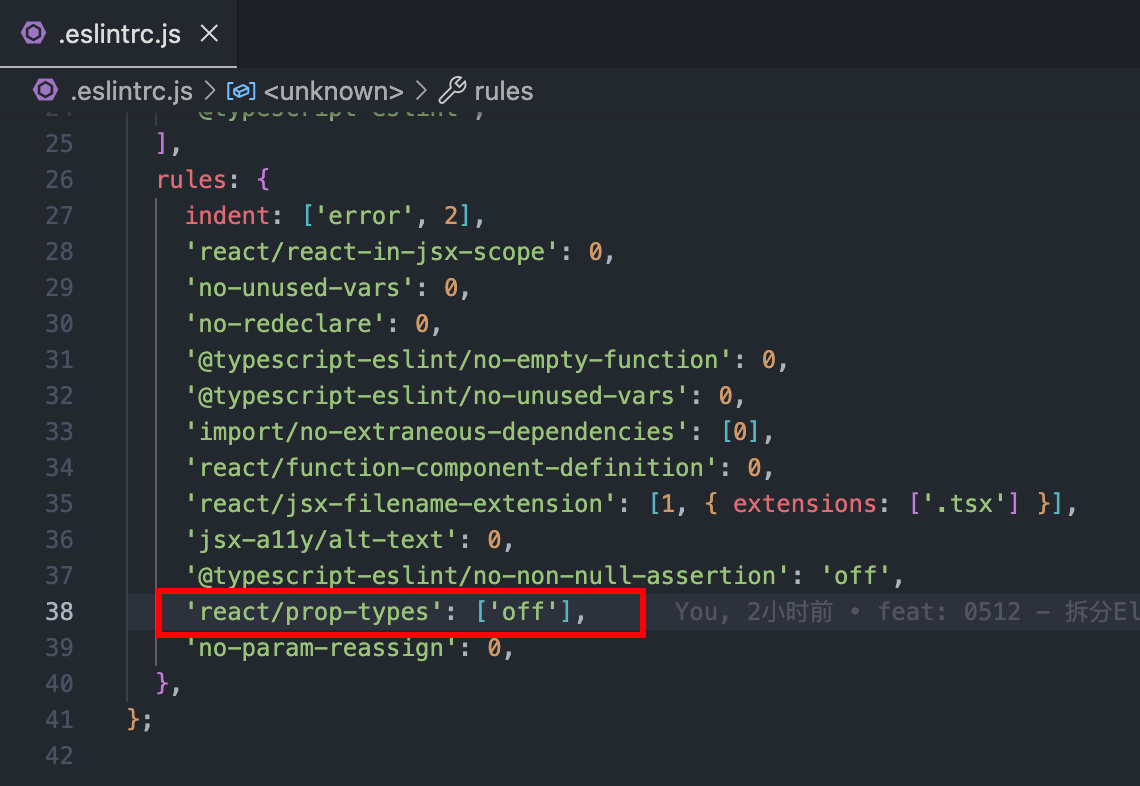 .eslintrc.js
.eslintrc.js > <unknown> > rules
24 '@typescript-eslint',
25 ],
26 rules: {
27 indent: ['error', 2],
28 'react/react-in-jsx-scope': 0,
29 'no-unused-vars': 0,
30 'no-redeclare': 0,
31 '@typescript-eslint/no-empty-function': 0,
32 '@typescript-eslint/no-unused-vars': 0,
33 'import/no-extraneous-dependencies': [0],
34 'react/function-component-definition': 0,
35 'react/jsx-filename-extension': [1, { extensions: ['.tsx'] }],
36 'jsx-a11y/alt-text': 0,
37 '@typescript-eslint/no-non-null-assertion': 'off',
38 'react/prop-types': ['off'], You, 2小时前 • feat: 0512 - 拆分El
39 'no-param-reassign': 0,
40 },
41 };
42